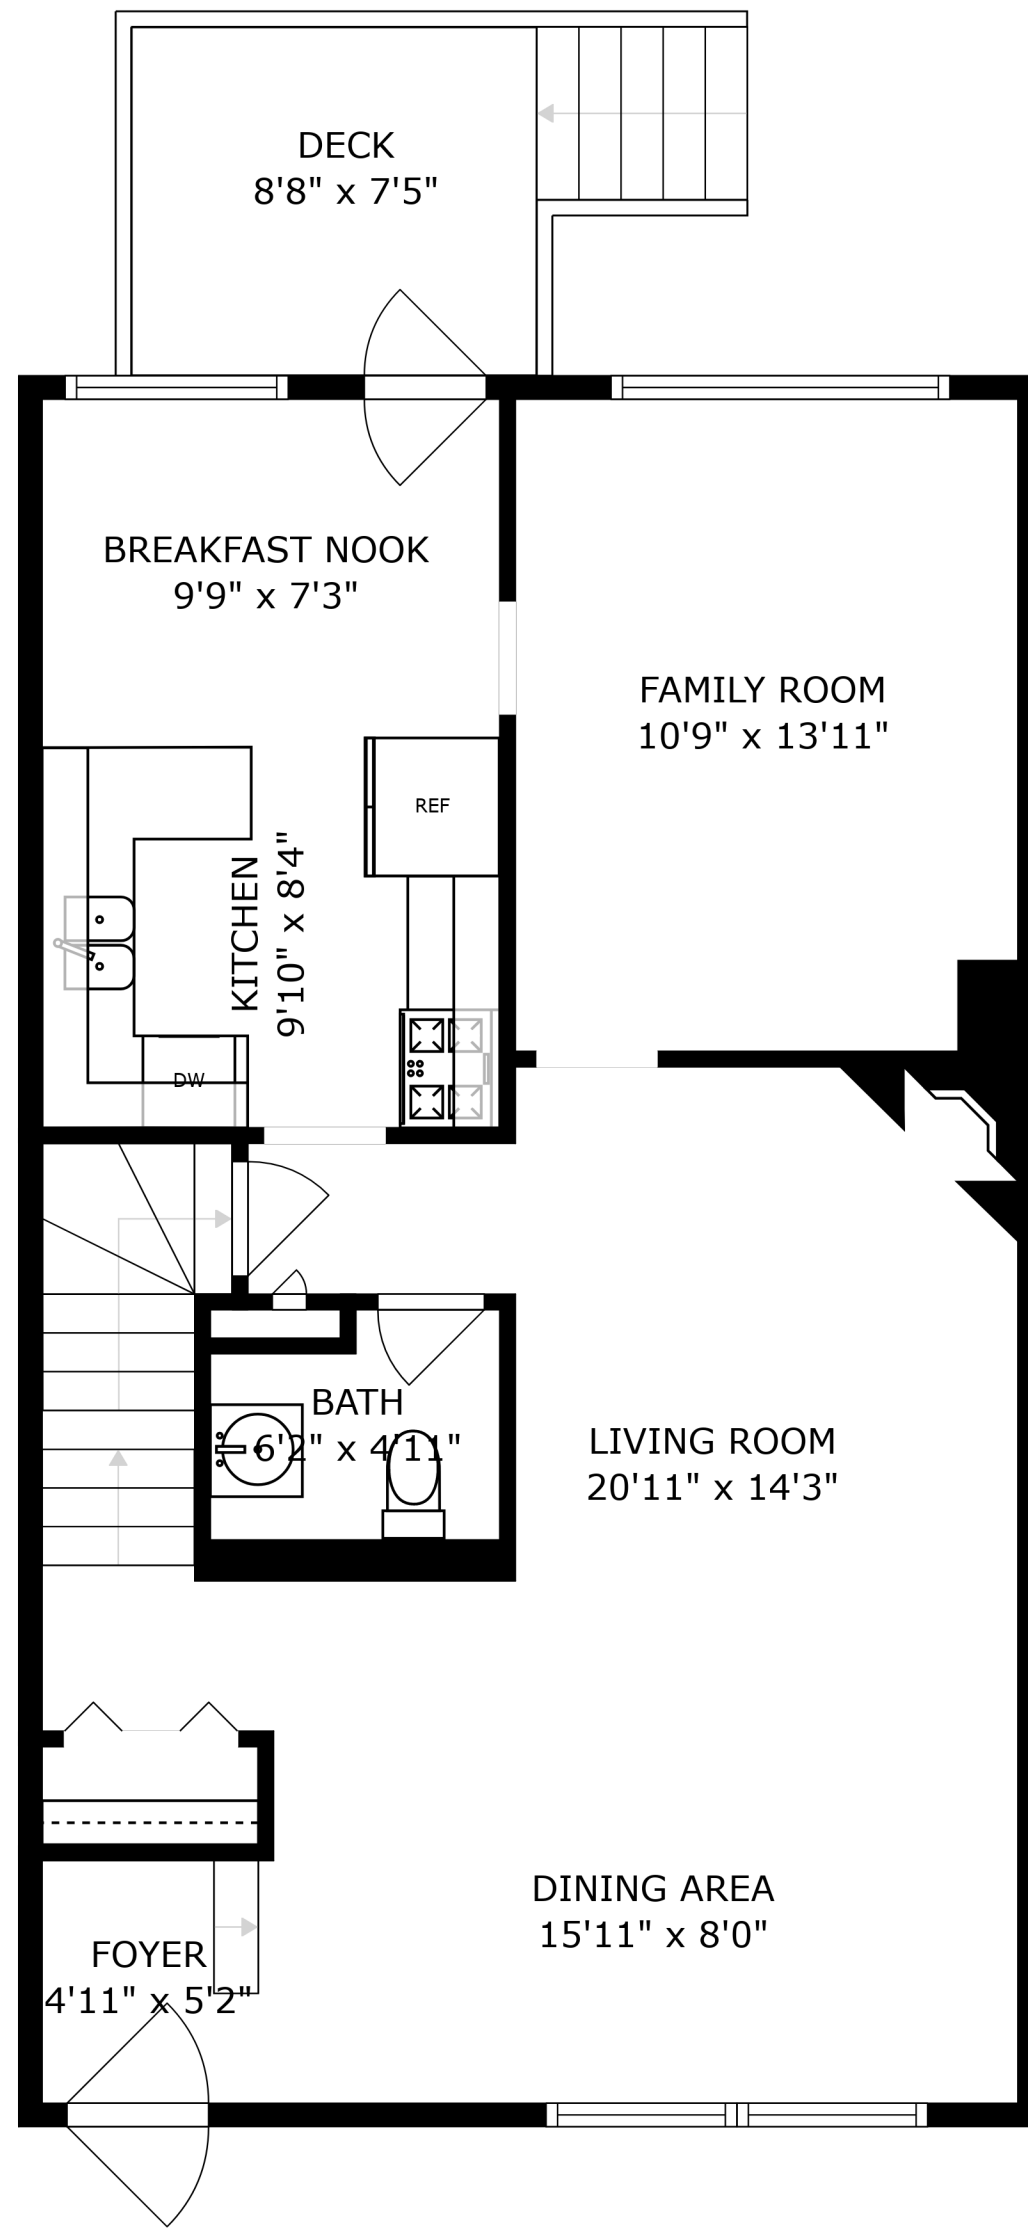 DECK
8'8" x 7'5"
BREAKFAST NOOK
9'9" x 7'3"
FAMILY ROOM
10'9" x 13'11"
REF
KITCHEN
9'10" x 8'4"
DW
BATH
6'2" x 4'11"
LIVING ROOM
20'11" x 14'3"
DINING AREA
15'11" x 8'0"
FOYER
4'11" x 5'2"